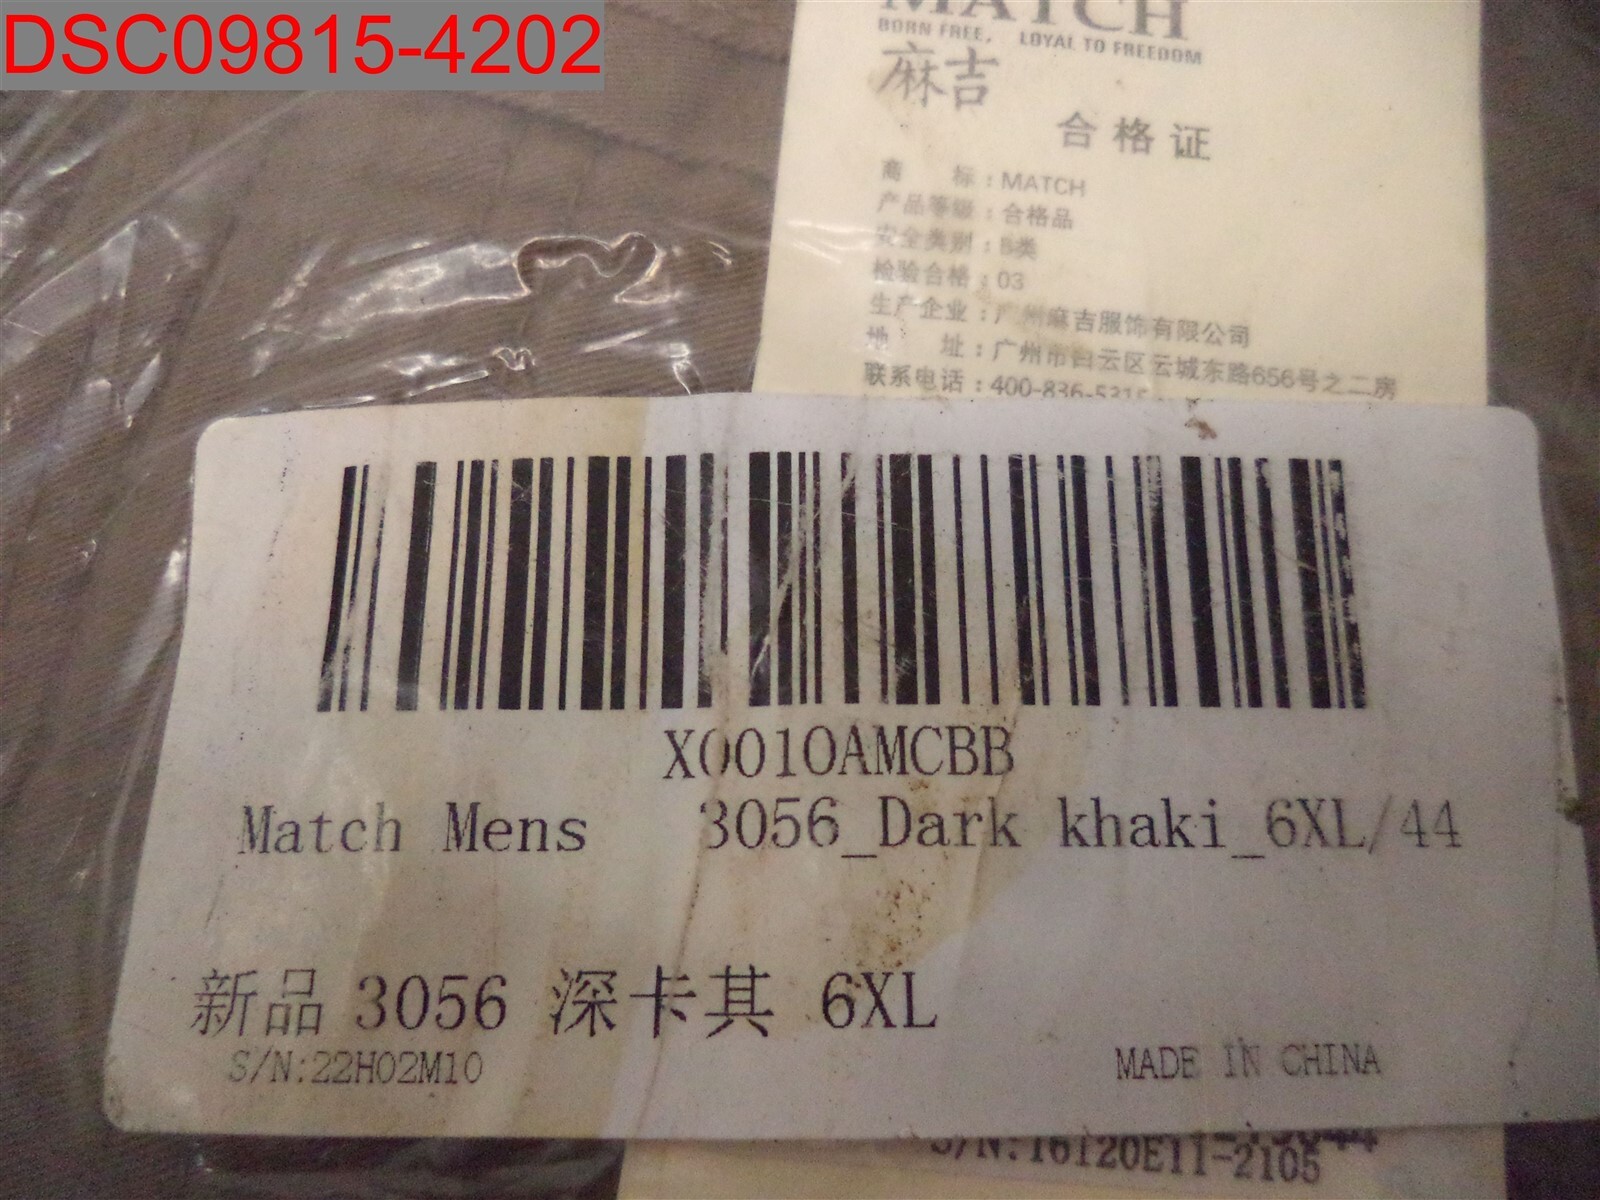 DSC09815-4202
MATCH
BORN FREE, LOYAL TO FREEDOM
麻吉
合格证
商 标:MATCH
产品等级:合格品
安全类别:B类
检验合格:03
生产企业:广州麻吉服饰有限公司
地 址:广州市白云区云城东路656号之二房
联系电话:400-836-5315
X0010AMCBB
Match Mens 3056_Dark khaki_6XL/44
新品 3056 深卡其 6XL
S/N:22H02M10
MADE IN CHINA
S/N:16120E11-2105